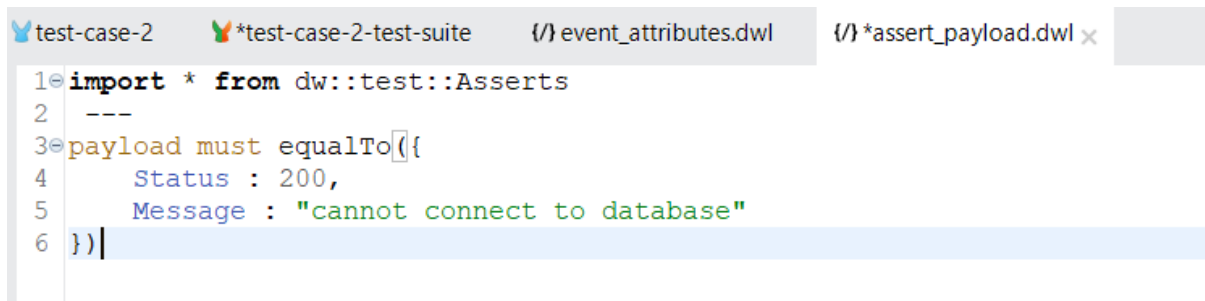 test-case-2 *test-case-2-test-suite {/} event_attributes.dwl {/} *assert_payload.dwl
1 import * from dw::test::Asserts
2 ---
3 payload must equalTo({
4 Status : 200,
5 Message : "cannot connect to database"
6 })